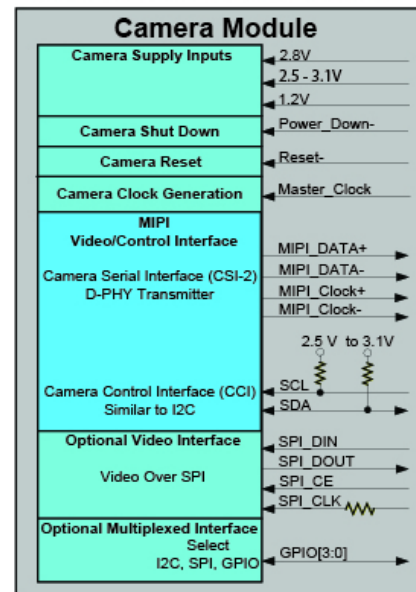 Camera Module
Camera Supply Inputs
2.8V
2.5 - 3.1V
1.2V
Camera Shut Down
Power_Down-
Camera Reset
Reset-
Camera Clock Generation
Master_Clock
MIPI
Video/Control Interface
Camera Serial Interface (CSI-2)
D-PHY Transmitter
MIPI_DATA+
MIPI_DATA-
MIPI_Clock+
MIPI_Clock-
2.5 V to 3.1V
Camera Control Interface (CCI)
Similar to I2C
SCL
SDA
Optional Video Interface
Video Over SPI
SPI_DIN
SPI_DOUT
SPI_CE
SPI_CLK
Optional Multiplexed Interface
Select
I2C, SPI, GPIO
GPIO[3:0]